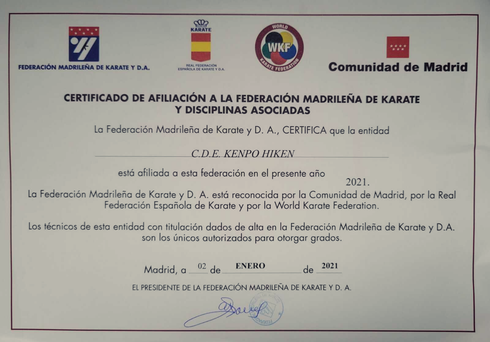 FEDERACIÓN MADRILEÑA DE KARATE Y D.A.
KARATE
REAL FEDERACIÓN
ESPAÑOLA DE KARATE Y D.A.
WORLD
WKF
KARATE FEDERATION
Comunidad de Madrid
CERTIFICADO DE AFILIACIÓN A LA FEDERACIÓN MADRILEÑA DE KARATE
Y DISCIPLINAS ASOCIADAS
La Federación Madrileña de Karate y D. A., CERTIFICA que la entidad
C.D.E. KENPO HIKEN
está afiliada a esta federación en el presente año 2021.
La Federación Madrileña de Karate y D. A. está reconocida por la Comunidad de Madrid, por la Real
Federación Española de Karate y por la World Karate Federation.
Los técnicos de esta entidad con titulación dados de alta en la Federación Madrileña de Karate y D.A.
son los únicos autorizados para otorgar grados.
Madrid, a 02 de ENERO de 2021
EL PRESIDENTE DE LA FEDERACIÓN MADRILEÑA DE KARATE Y D. A.